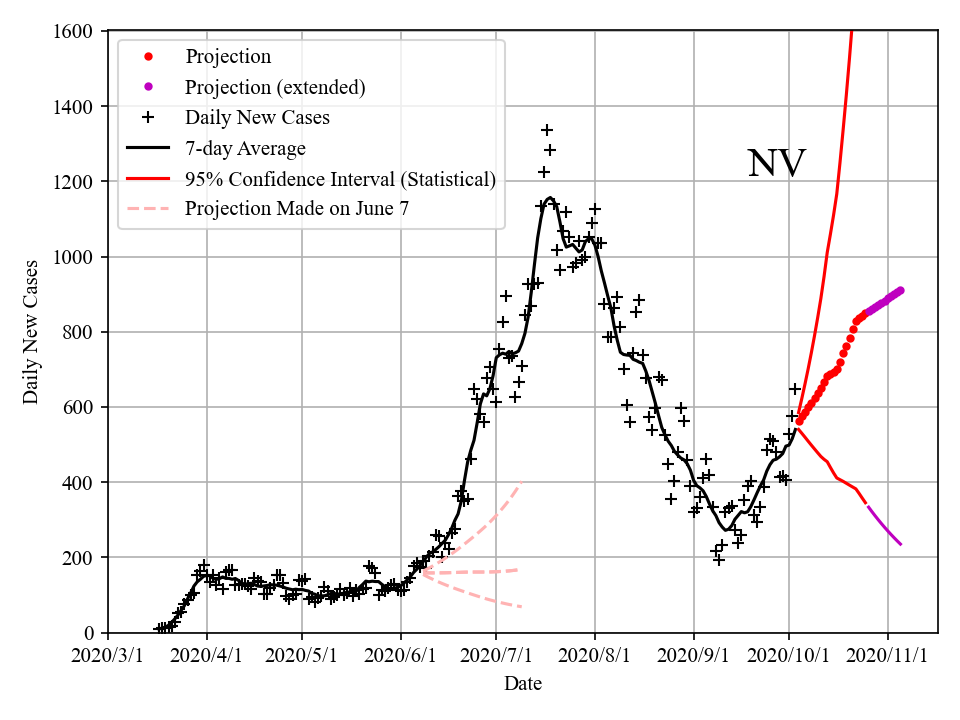 1600
1400
1200
1000
800
600
400
200
0
Daily New Cases
Projection
Projection (extended)
Daily New Cases
7-day Average
95% Confidence Interval (Statistical)
Projection Made on June 7
NV
2020/3/1 2020/4/1 2020/5/1 2020/6/1 2020/7/1 2020/8/1 2020/9/1 2020/10/1 2020/11/1
Date